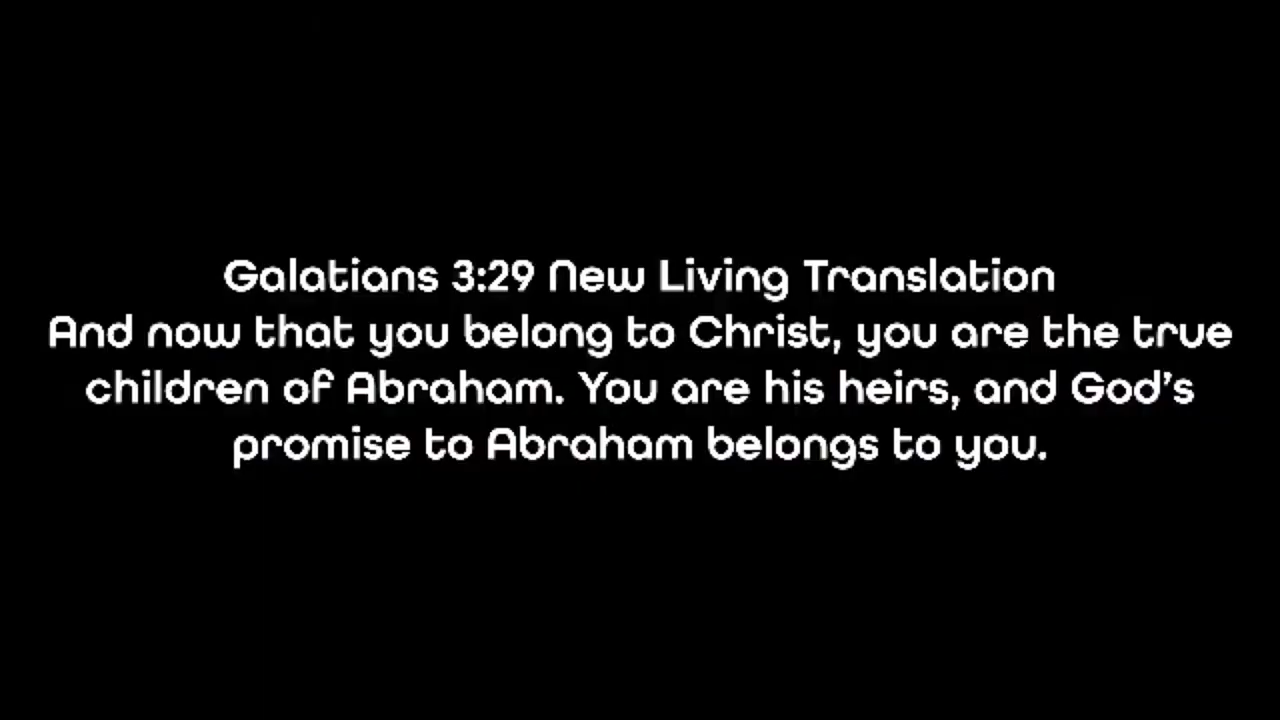 Galatians 3:29 New Living Translation
And now that you belong to Christ, you are the true
children of Abraham. You are his heirs, and God’s
promise to Abraham belongs to you.